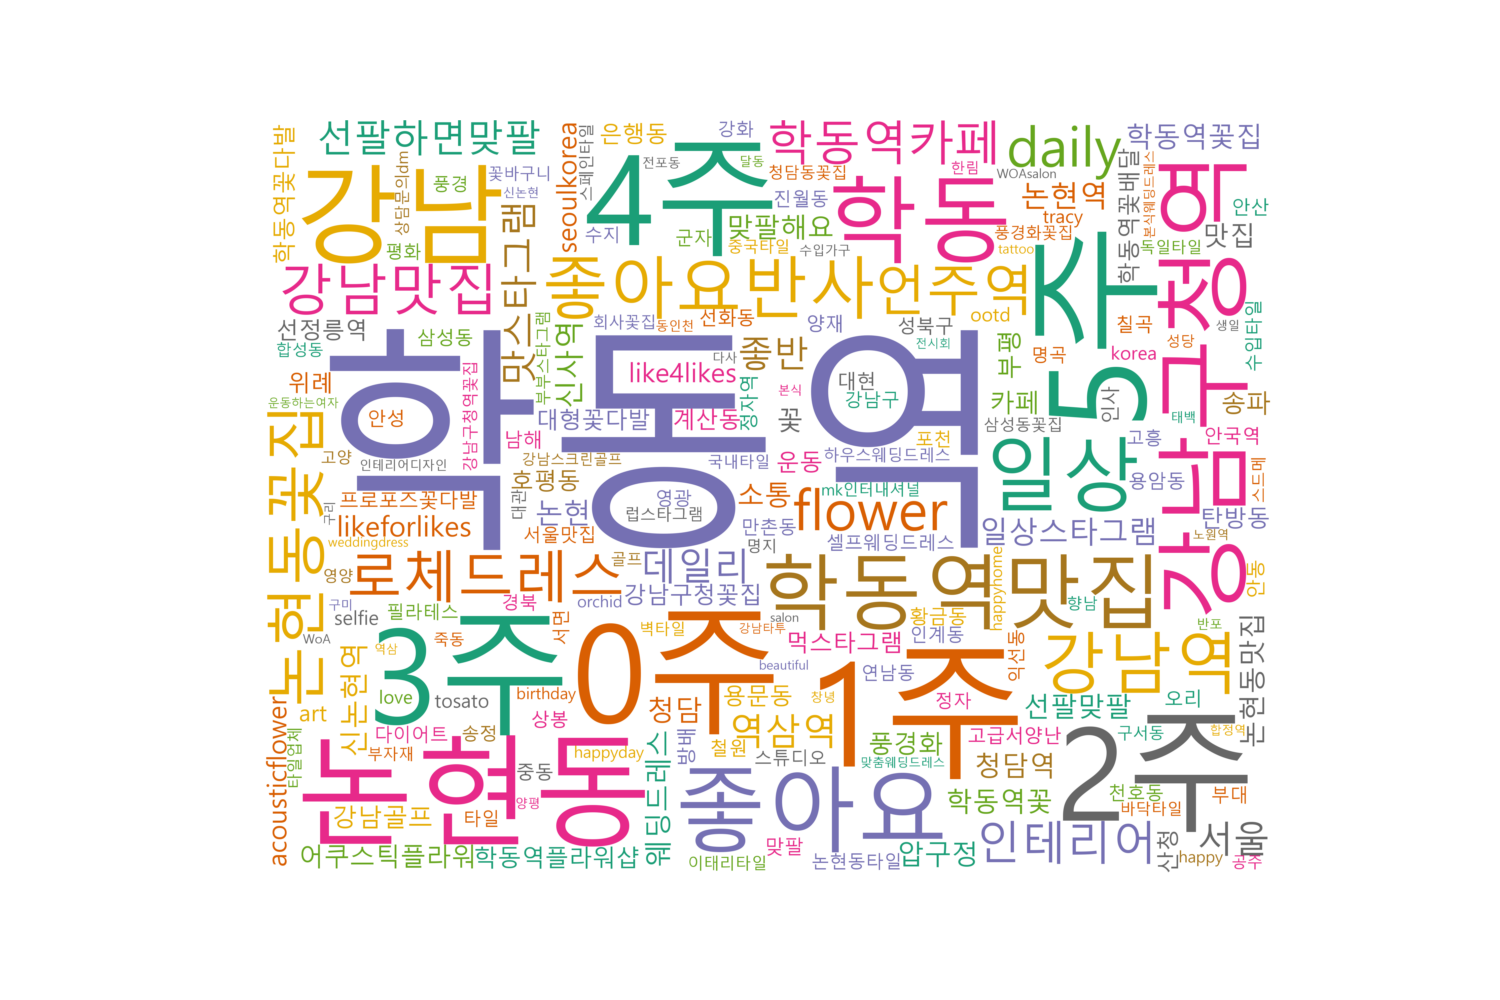 학동역꽃다발
선팔하면맞팔
상담문의dm
풍경
평화
강남
꽃바구니
신논현
맛스타그램
seoulkorea
스페인타일
은행동
전포동
강화
달동
4주
수지
군자
맞팔해요
중국타일
청담동꽃집
진월동
수입가구
학동역카페
한림
WOAsalon
daily
학동역꽃집
논현역
tracy
풍경화꽃집
tattoo
학동역꽃배달
본식웨딩드레스
독일타일
안산
맛집
학동
강남구청역
강남맛집
좋아요반사
언주역
ootd
5주
선정릉역
합성동
삼성동
위례
운동하는여자
부부스타그램
신사역
회사꽃집
동인천
선화동
양재
성북구
전시회
다사
좋반
like4likes
정자역
본식
대현
강남구
부평
명곡
칠곡
korea
성당
생일
수입타일
학동역
안성
강남구청역꽃집
대형꽃다발
계산동
꽃
남해
카페
삼성동꽃집
인사
태백
송파
고흥
안국역
논현동꽃집
고양
인테리어디자인
강남스크린골프
국내타일
운동
하우스웨딩드레스
포천
일상
용암동
스드메
호평동
프로포즈꽃다발
구리
대관
논현
영광
럽스타그램
소통
mk인터내셔널
flower
만촌동
탄방동
노원역
likeforlikes
weddingdress
서울맛집
명지
셀프웨딩드레스
일상스타그램
영양
로체드레스
골프
데일리
강남구청꽃집
학동역맛집
happyhome
향남
안동
구미
필라테스
경북
orchid
selfie
WoA
죽동
서면
벽타일
강남타투
salon
황금동
인계동
반포
역삼
3주
0주
먹스타그램
beautiful
연남동
익선동
강남역
논현동맛집
신논현역
love
tosato
birthday
청담
용문동
창녕
1주
정자
선팔맞팔
오리
art
상봉
역삼역
acousticflower
타일업체
다이어트
송정
부자재
happyday
웨딩드레스
방배
철원
스튜디오
풍경화
고급서양난
구서동
합정역
맞춤웨딩드레스
청담역
2주
논현동
중동
양평
좋아요
학동역꽃
천호동
바닥타일
부대
강남골프
타일
어쿠스틱플라워
학동역플라워샵
이태리타일
맞팔
논현동타일
압구정
인테리어
산청
서울
happy
공주